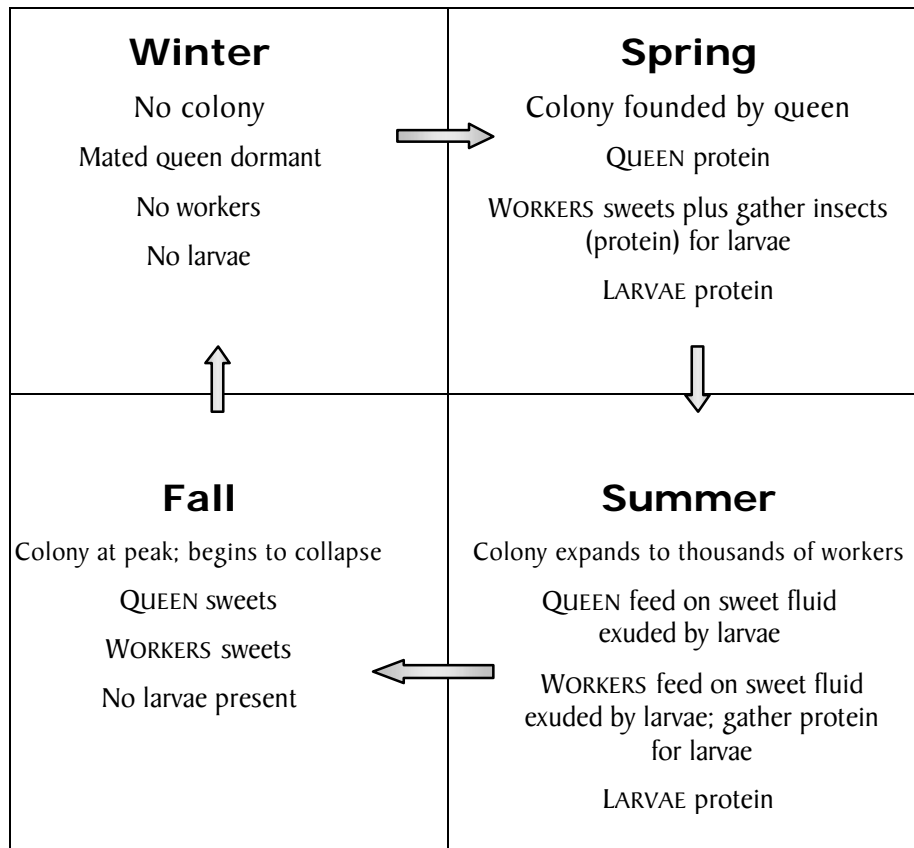 Winter
No colony
Mated queen dormant
No workers
No larvae
Spring
Colony founded by queen
QUEEN protein
WORKERS sweets plus gather insects
(protein) for larvae
LARVAE protein
Fall
Colony at peak; begins to collapse
QUEEN sweets
WORKERS sweets
No larvae present
Summer
Colony expands to thousands of workers
QUEEN feed on sweet fluid
exuded by larvae
WORKERS feed on sweet fluid
exuded by larvae; gather protein
for larvae
LARVAE protein